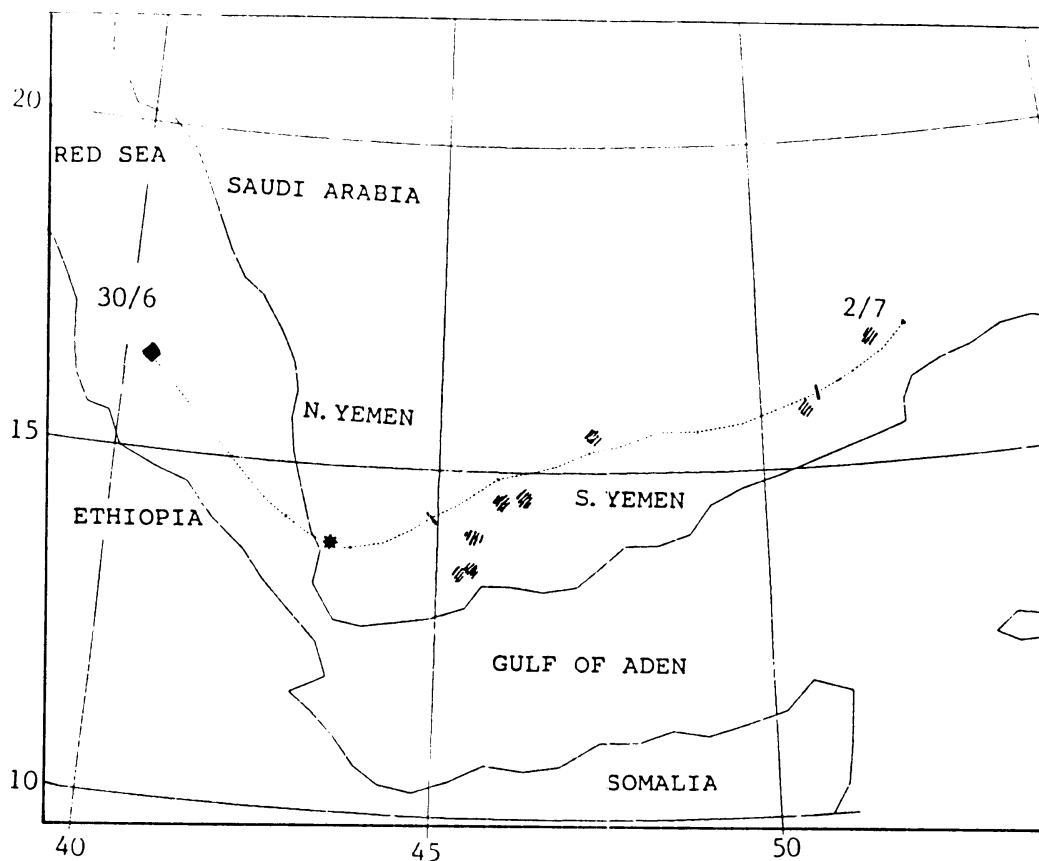 20
RED SEA
SAUDI ARABIA
30/6
2/7
N. YEMEN
15
S. YEMEN
ETHIOPIA
GULF OF ADEN
10
SOMALIA
40
45
50